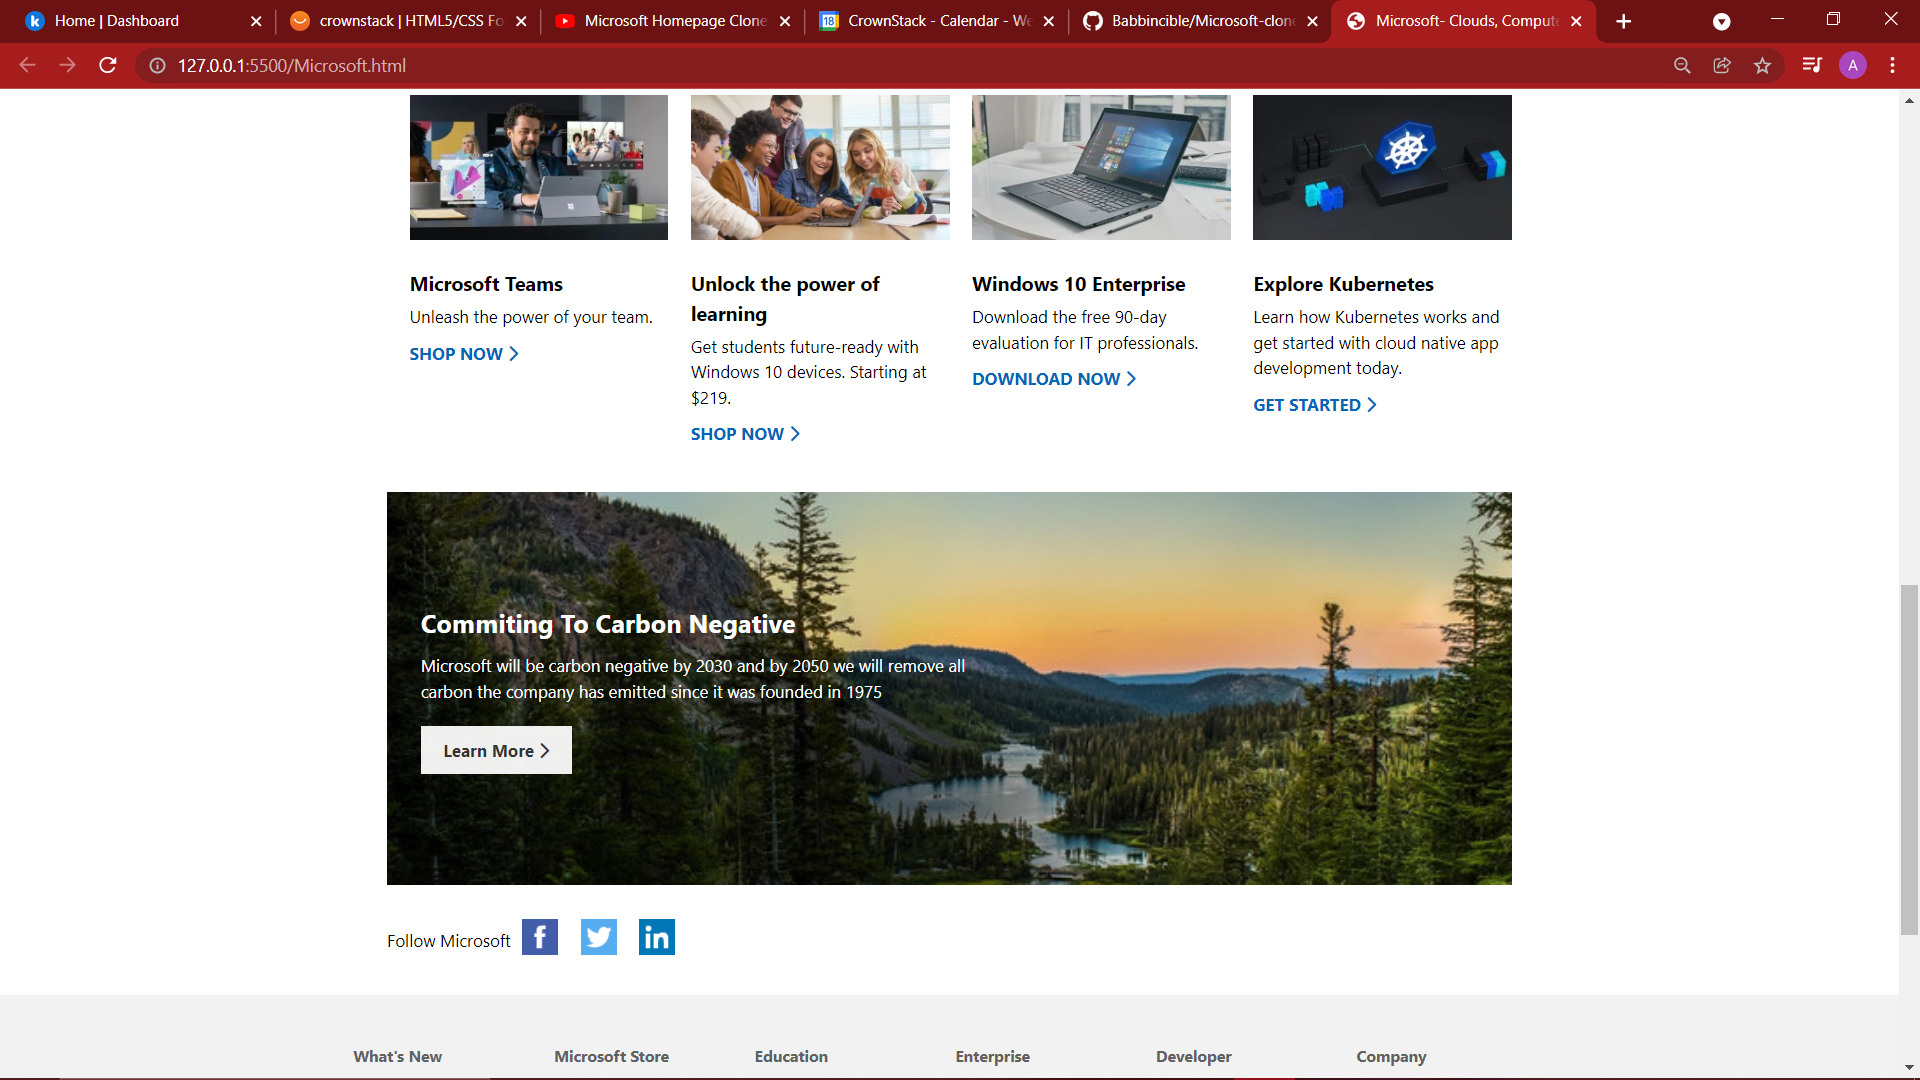 Home | Dashboard
crownstack | HTML5/CSS Fo
Microsoft Homepage Clone
18
CrownStack - Calendar - We
Babbincible/Microsoft-clone
Microsoft- Clouds, Compute
127.0.0.1:5500/Microsoft.html
A
Microsoft Teams
Unleash the power of your team.
SHOP NOW
Unlock the power of
learning
Get students future-ready with
Windows 10 devices. Starting at
$219.
SHOP NOW
Windows 10 Enterprise
Download the free 90-day
evaluation for IT professionals.
DOWNLOAD NOW
Explore Kubernetes
Learn how Kubernetes works and
get started with cloud native app
development today.
GET STARTED
Commiting To Carbon Negative
Microsoft will be carbon negative by 2030 and by 2050 we will remove all
carbon the company has emitted since it was founded in 1975
Learn More
Follow Microsoft
What's New
Microsoft Store
Education
Enterprise
Developer
Company